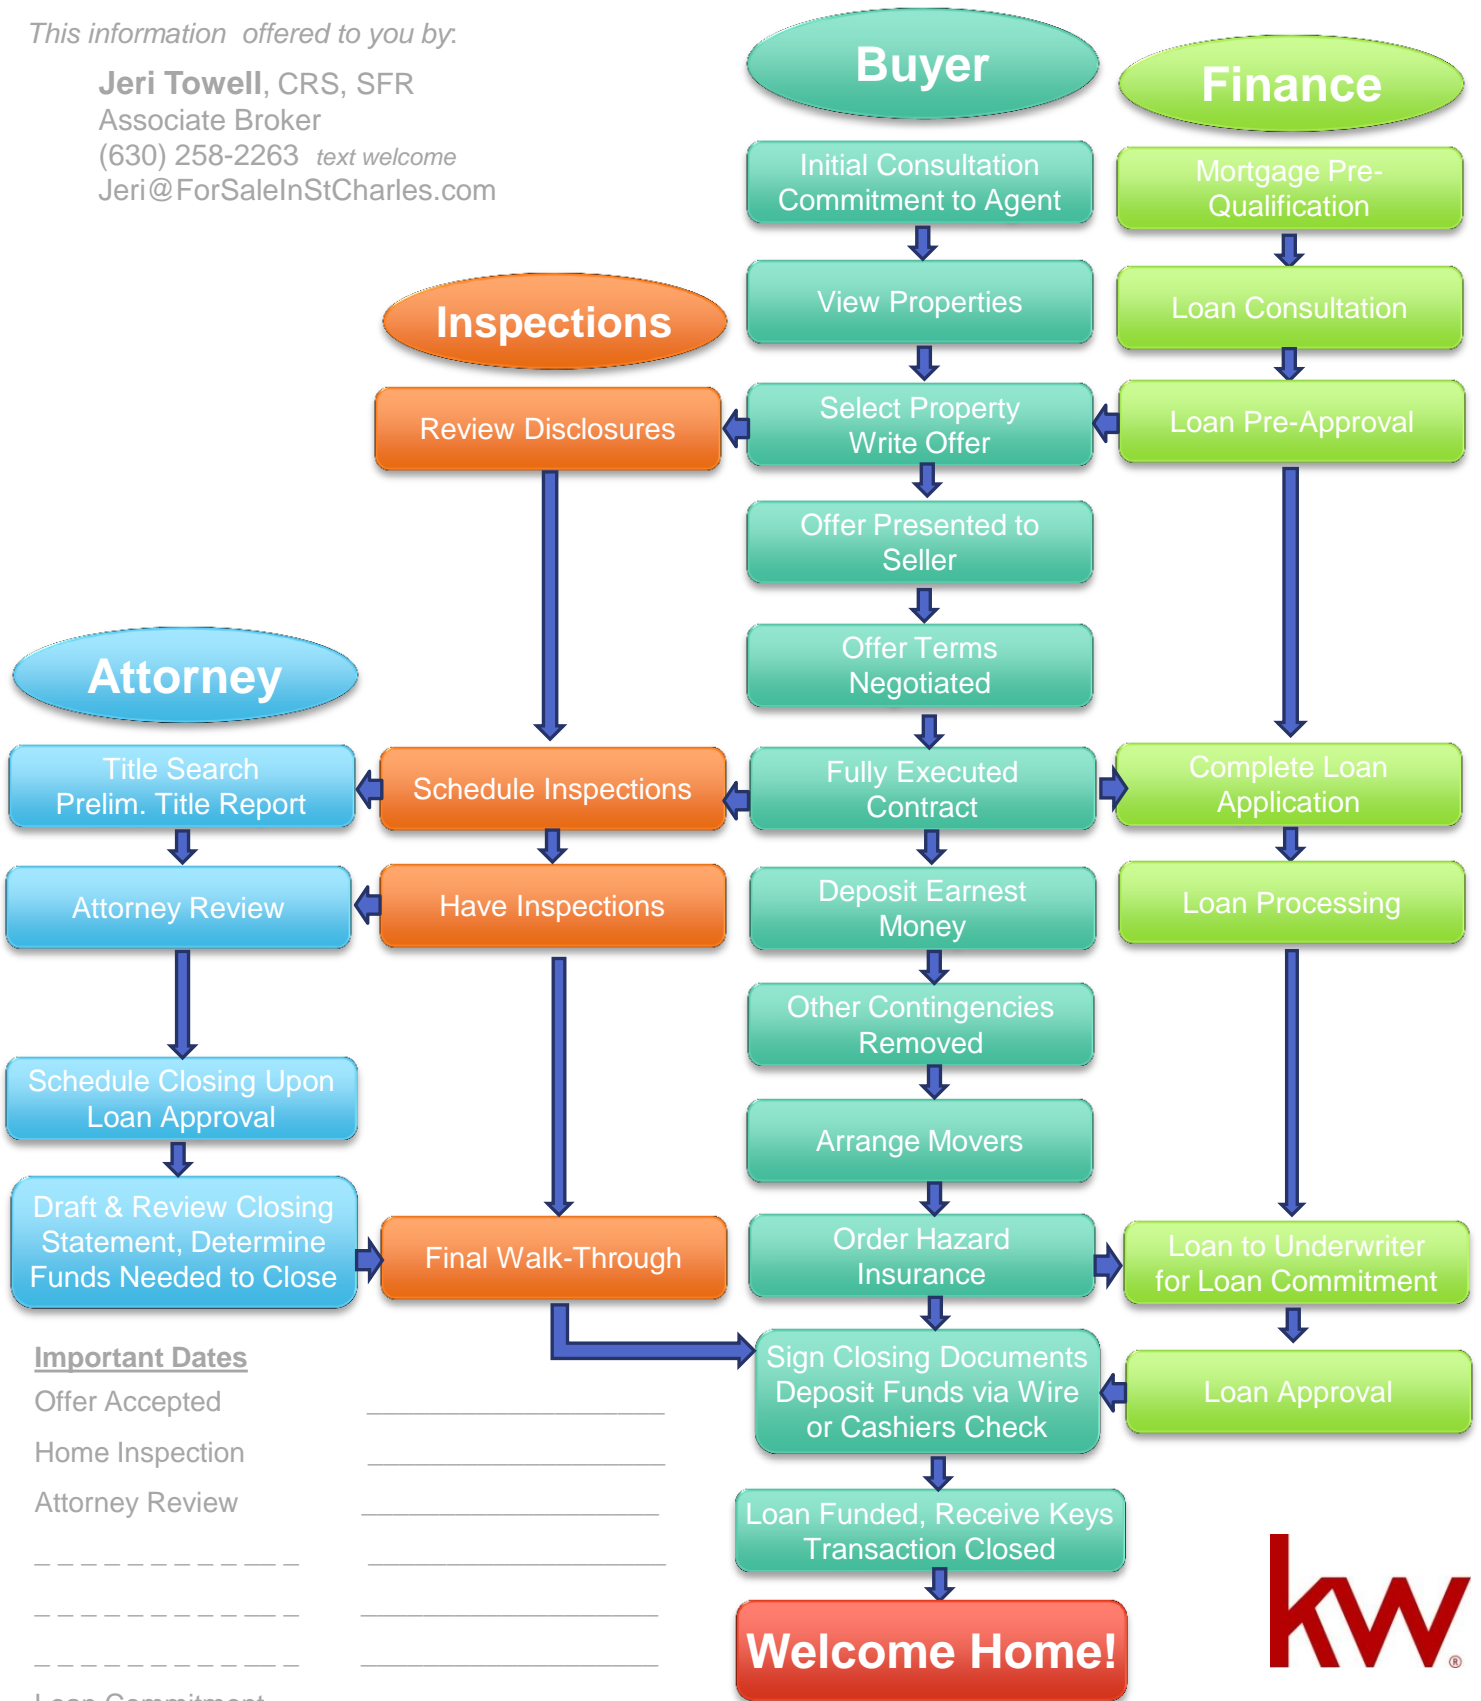 This information  offered to you by:
Jeri Towell, CRS, SFR
Associate Broker
(630) 258-2263  text welcome
Jeri@ForSaleInStCharles.com
Buyer
Initial Consultation
Commitment to Agent
View Properties
Select Property
Write Offer
Offer Presented to
Seller
Offer Terms
Negotiated
Fully Executed
Contract
Deposit Earnest
Money
Other Contingencies
Removed
Arrange Movers
Order Hazard
Insurance
Sign Closing Documents
Deposit Funds via Wire
or Cashiers Check
Loan Funded, Receive Keys
Transaction Closed
Welcome Home!
Finance
Mortgage Pre-
Qualification
Loan Consultation
Loan Pre-Approval
Complete Loan
Application
Loan Processing
Loan to Underwriter
for Loan Commitment
Loan Approval
Inspections
Review Disclosures
Schedule Inspections
Have Inspections
Final Walk-Through
Attorney
Title Search
Prelim. Title Report
Attorney Review
Schedule Closing Upon
Loan Approval
Draft & Review Closing
Statement, Determine
Funds Needed to Close
Important Dates
Offer Accepted
Home Inspection
Attorney Review
Loan Commitment
kw®